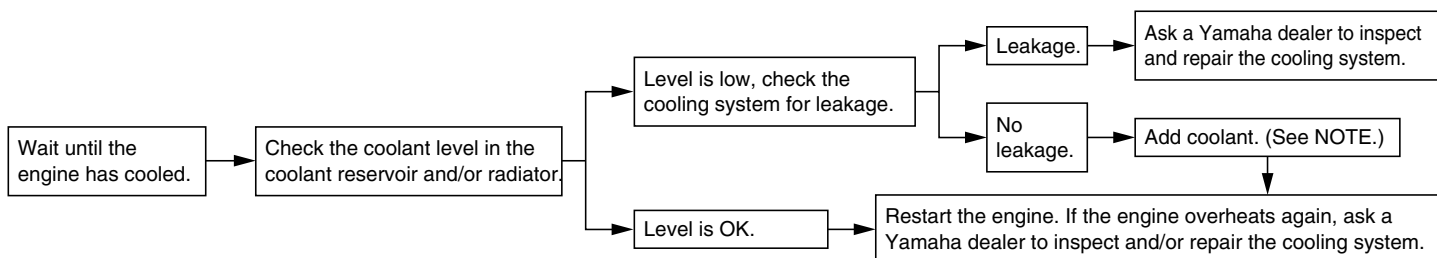 Wait until the
engine has cooled.
Check the coolant level in the
coolant reservoir and/or radiator.
Level is low, check the
cooling system for leakage.
Leakage.
Ask a Yamaha dealer to inspect
and repair the cooling system.
No
leakage.
Add coolant. (See NOTE.)
Level is OK.
Restart the engine. If the engine overheats again, ask a
Yamaha dealer to inspect and/or repair the cooling system.